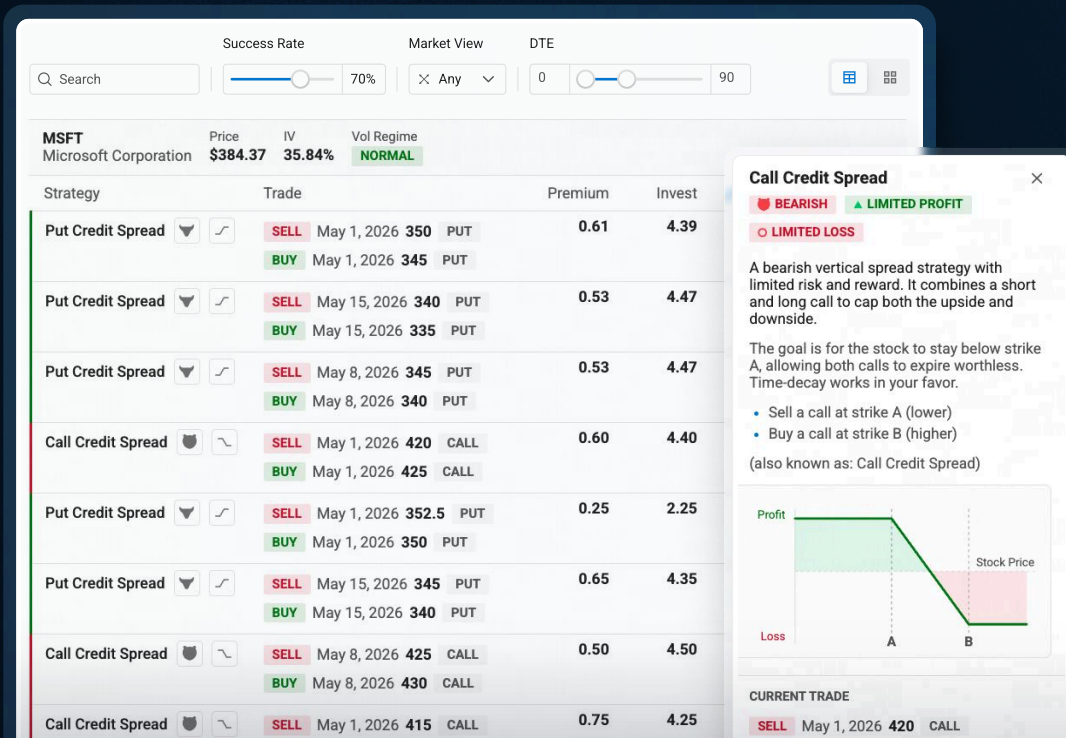 Success Rate Market View DTE
Search 70% Any 0 90
MSFT Price IV Vol Regime
Microsoft Corporation $384.37 35.84% NORMAL
Strategy Trade Premium Invest
Put Credit Spread SELL May 1, 2026 350 PUT 0.61 4.39
BUY May 1, 2026 345 PUT
Put Credit Spread SELL May 15, 2026 340 PUT 0.53 4.47
BUY May 15, 2026 335 PUT
Put Credit Spread SELL May 8, 2026 345 PUT 0.53 4.47
BUY May 8, 2026 340 PUT
Call Credit Spread SELL May 1, 2026 420 CALL 0.60 4.40
BUY May 1, 2026 425 CALL
Put Credit Spread SELL May 1, 2026 352.5 PUT 0.25 2.25
BUY May 1, 2026 350 PUT
Put Credit Spread SELL May 15, 2026 345 PUT 0.65 4.35
BUY May 15, 2026 340 PUT
Call Credit Spread SELL May 8, 2026 425 CALL 0.50 4.50
BUY May 8, 2026 430 CALL
Call Credit Spread SELL May 1, 2026 415 CALL 0.75 4.25
Call Credit Spread
BEARISH LIMITED PROFIT
LIMITED LOSS
A bearish vertical spread strategy with
limited risk and reward. It combines a short
and long call to cap both the upside and
downside.
The goal is for the stock to stay below strike
A, allowing both calls to expire worthless.
Time-decay works in your favor.
• Sell a call at strike A (lower)
• Buy a call at strike B (higher)
(also known as: Call Credit Spread)
Profit
Stock Price
Loss
A B
CURRENT TRADE
SELL May 1, 2026 420 CALL